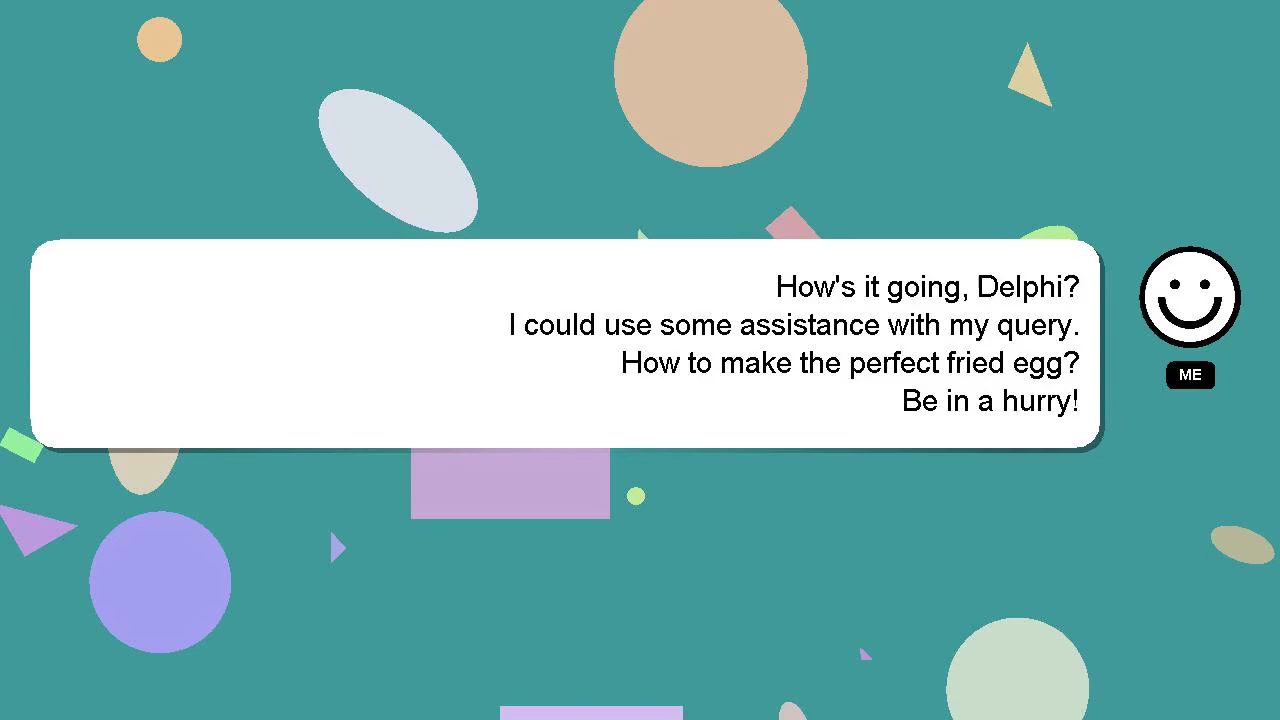 How's it going, Delphi?
I could use some assistance with my query.
How to make the perfect fried egg?
Be in a hurry!
ME